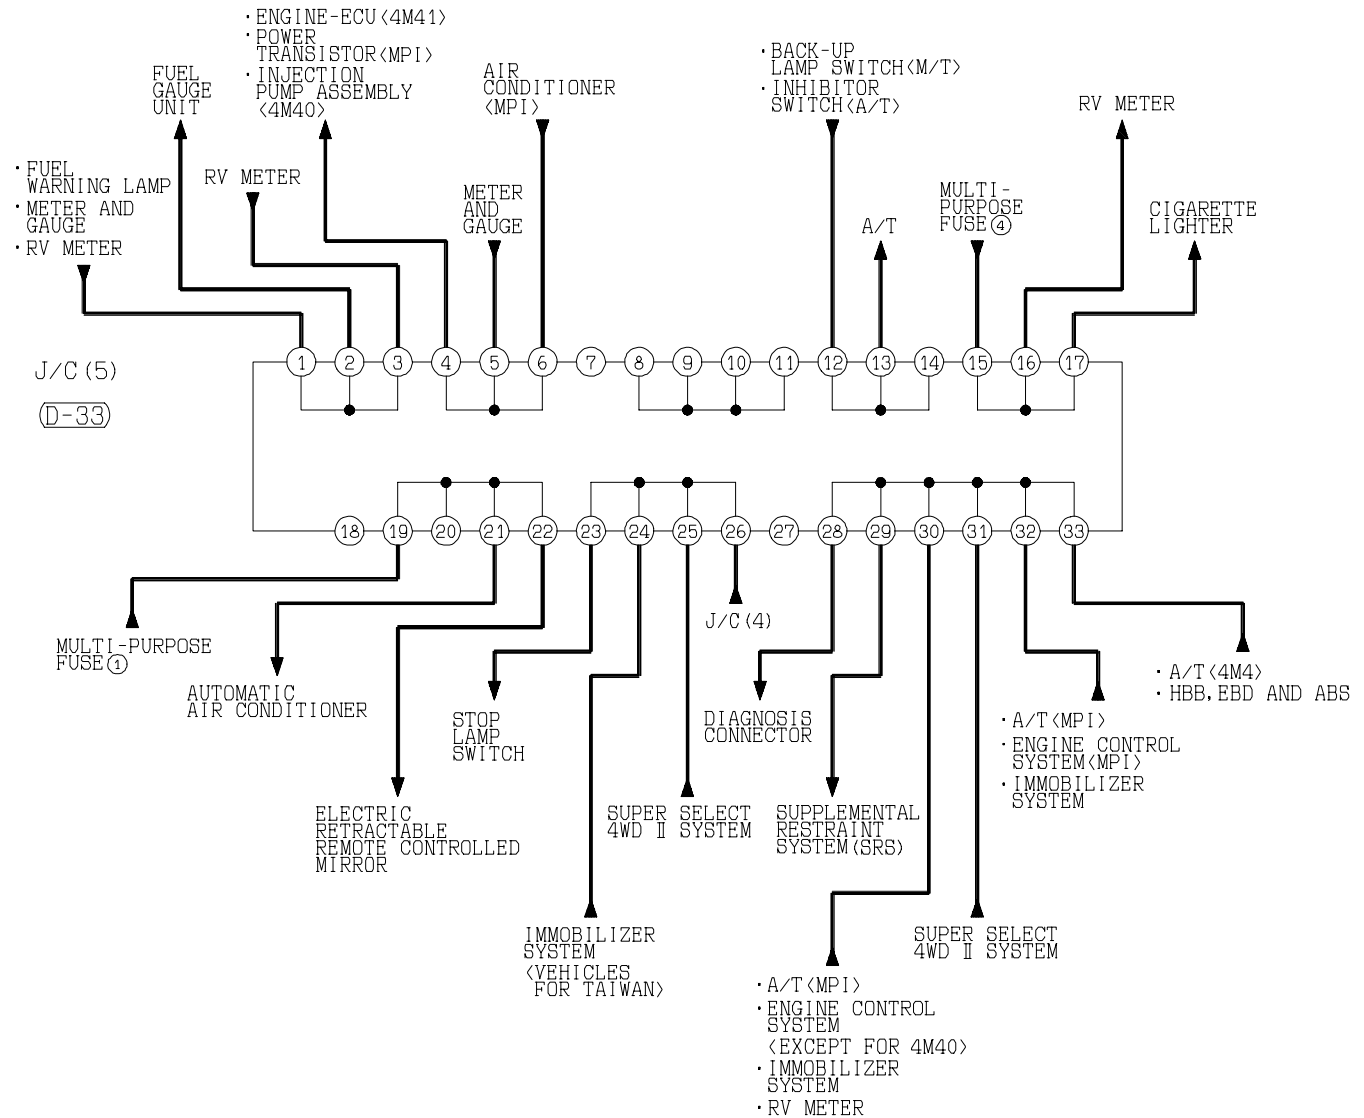 · ENGINE-ECU〈4M41〉
· POWER
TRANSISTOR〈MPI〉
· INJECTION
PUMP ASSEMBLY
〈4M40〉
FUEL
GAUGE
UNIT
AIR
CONDITIONER
〈MPI〉
· BACK-UP
LAMP SWITCH〈M/T〉
· INHIBITOR
SWITCH〈A/T〉
RV METER
· FUEL
WARNING LAMP
· METER AND
GAUGE
· RV METER
RV METER
METER
AND
GAUGE
A/T
MULTI-
PURPOSE
FUSE④
CIGARETTE
LIGHTER
J/C(5)
D-33
1 2 3 4 5 6 7 8 9 10 11 12 13 14 15 16 17
18 19 20 21 22 23 24 25 26 27 28 29 30 31 32 33
MULTI-PURPOSE
FUSE①
AUTOMATIC
AIR CONDITIONER
ELECTRIC
RETRACTABLE
REMOTE CONTROLLED
MIRROR
STOP
LAMP
SWITCH
IMMOBILIZER
SYSTEM
〈VEHICLES
FOR TAIWAN〉
SUPER SELECT
4WD Ⅱ SYSTEM
J/C(4)
DIAGNOSIS
CONNECTOR
SUPPLEMENTAL
RESTRAINT
SYSTEM(SRS)
· A/T〈MPI〉
· ENGINE CONTROL
SYSTEM
〈EXCEPT FOR 4M40〉
· IMMOBILIZER
SYSTEM
· RV METER
SUPER SELECT
4WD Ⅱ SYSTEM
· A/T〈MPI〉
· ENGINE CONTROL
SYSTEM〈MPI〉
· IMMOBILIZER
SYSTEM
· A/T〈4M4〉
· HBB,EBD AND ABS